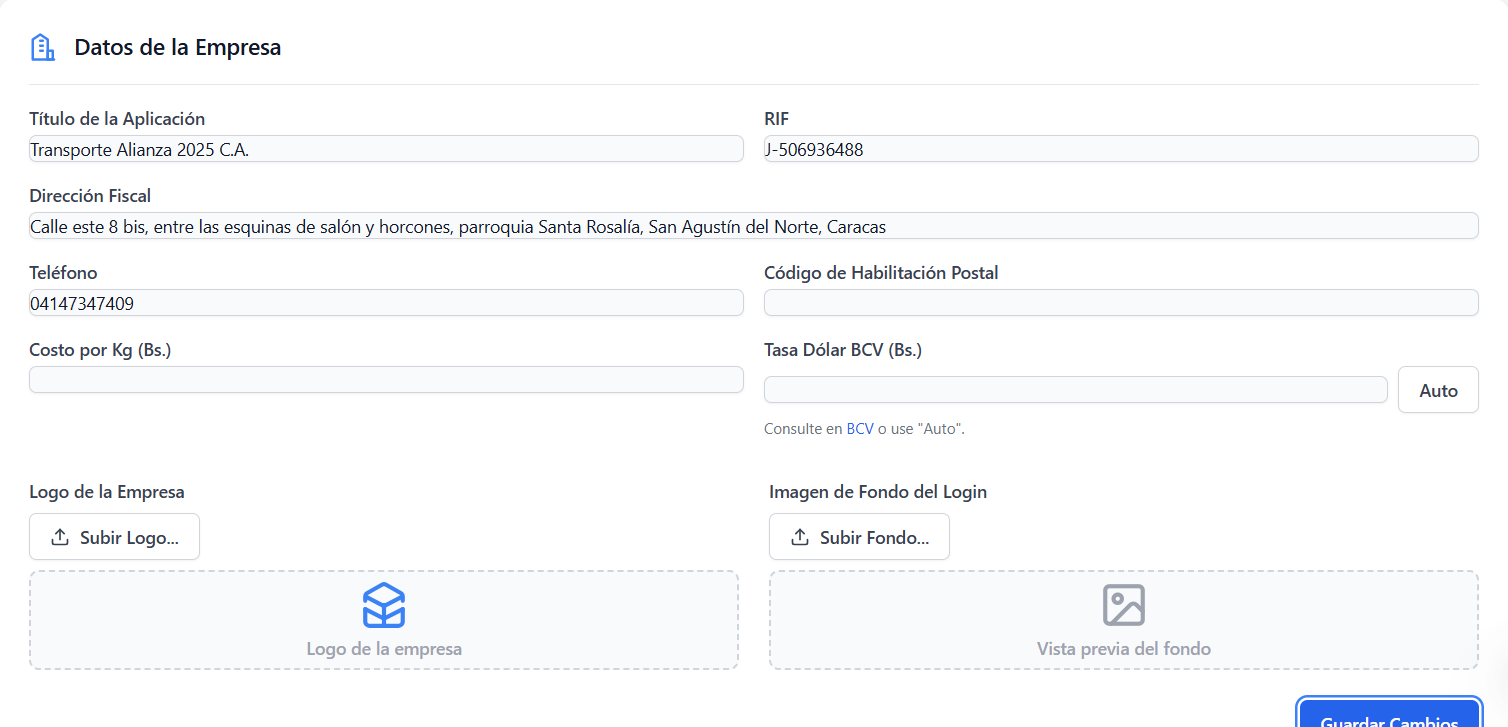 Datos de la Empresa
Título de la Aplicación
RIF
Transporte Alianza 2025 C.A.
J-506936488
Dirección Fiscal
Calle este 8 bis, entre las esquinas de salón y horcones, parroquia Santa Rosalía, San Agustín del Norte, Caracas
Teléfono
Código de Habilitación Postal
04147347409
Costo por Kg (Bs.)
Tasa Dólar BCV (Bs.)
Auto
Consulte en BCV o use "Auto".
Logo de la Empresa
Imagen de Fondo del Login
Subir Logo...
Subir Fondo...
Logo de la empresa
Vista previa del fondo
Guardar Cambios